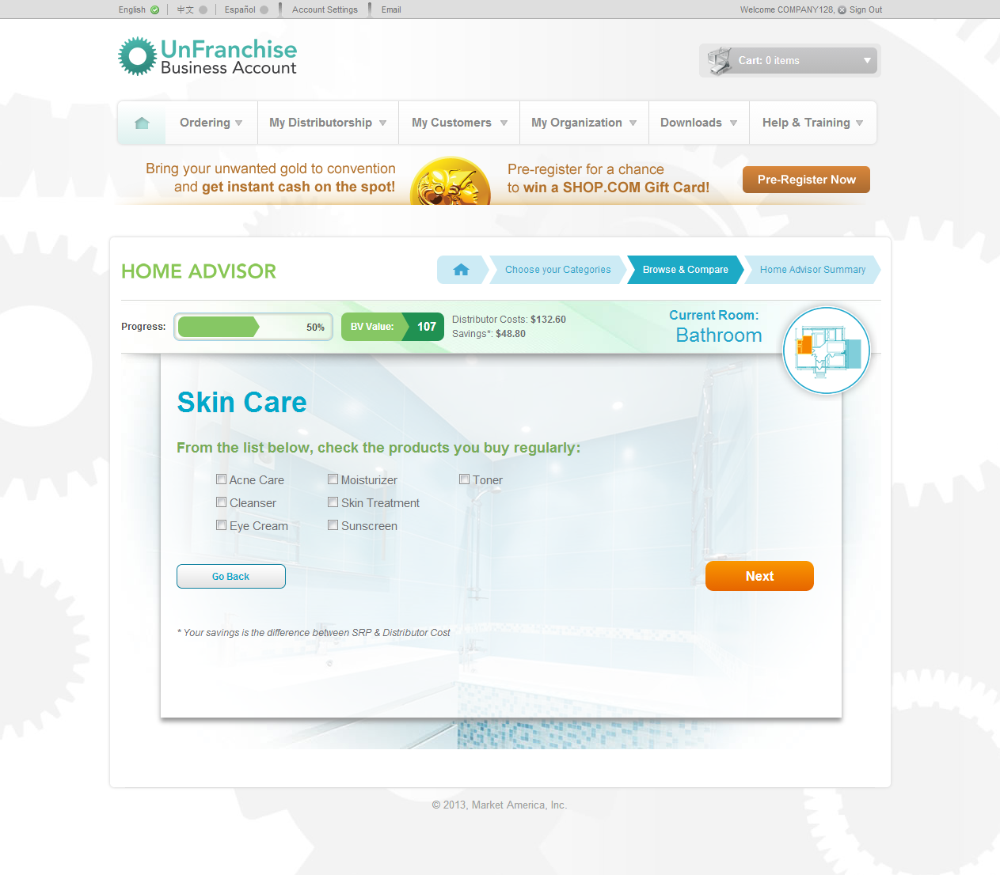 English 中文 Español Account Settings Email Welcome COMPANY128, Sign Out
UnFranchise
Business Account
Cart: 0 items
Ordering My Distributorship My Customers My Organization Downloads Help & Training
Bring your unwanted gold to convention
and get instant cash on the spot!
Pre-register for a chance
to win a SHOP.COM Gift Card!
Pre-Register Now
HOME ADVISOR
Choose your Categories Browse & Compare Home Advisor Summary
Progress: 50% BV Value: 107
Distributor Costs: $132.60
Savings*: $48.80
Current Room:
Bathroom
Skin Care
From the list below, check the products you buy regularly:
Acne Care Moisturizer Toner
Cleanser Skin Treatment
Eye Cream Sunscreen
Go Back Next
* Your savings is the difference between SRP & Distributor Cost
© 2013, Market America, Inc.